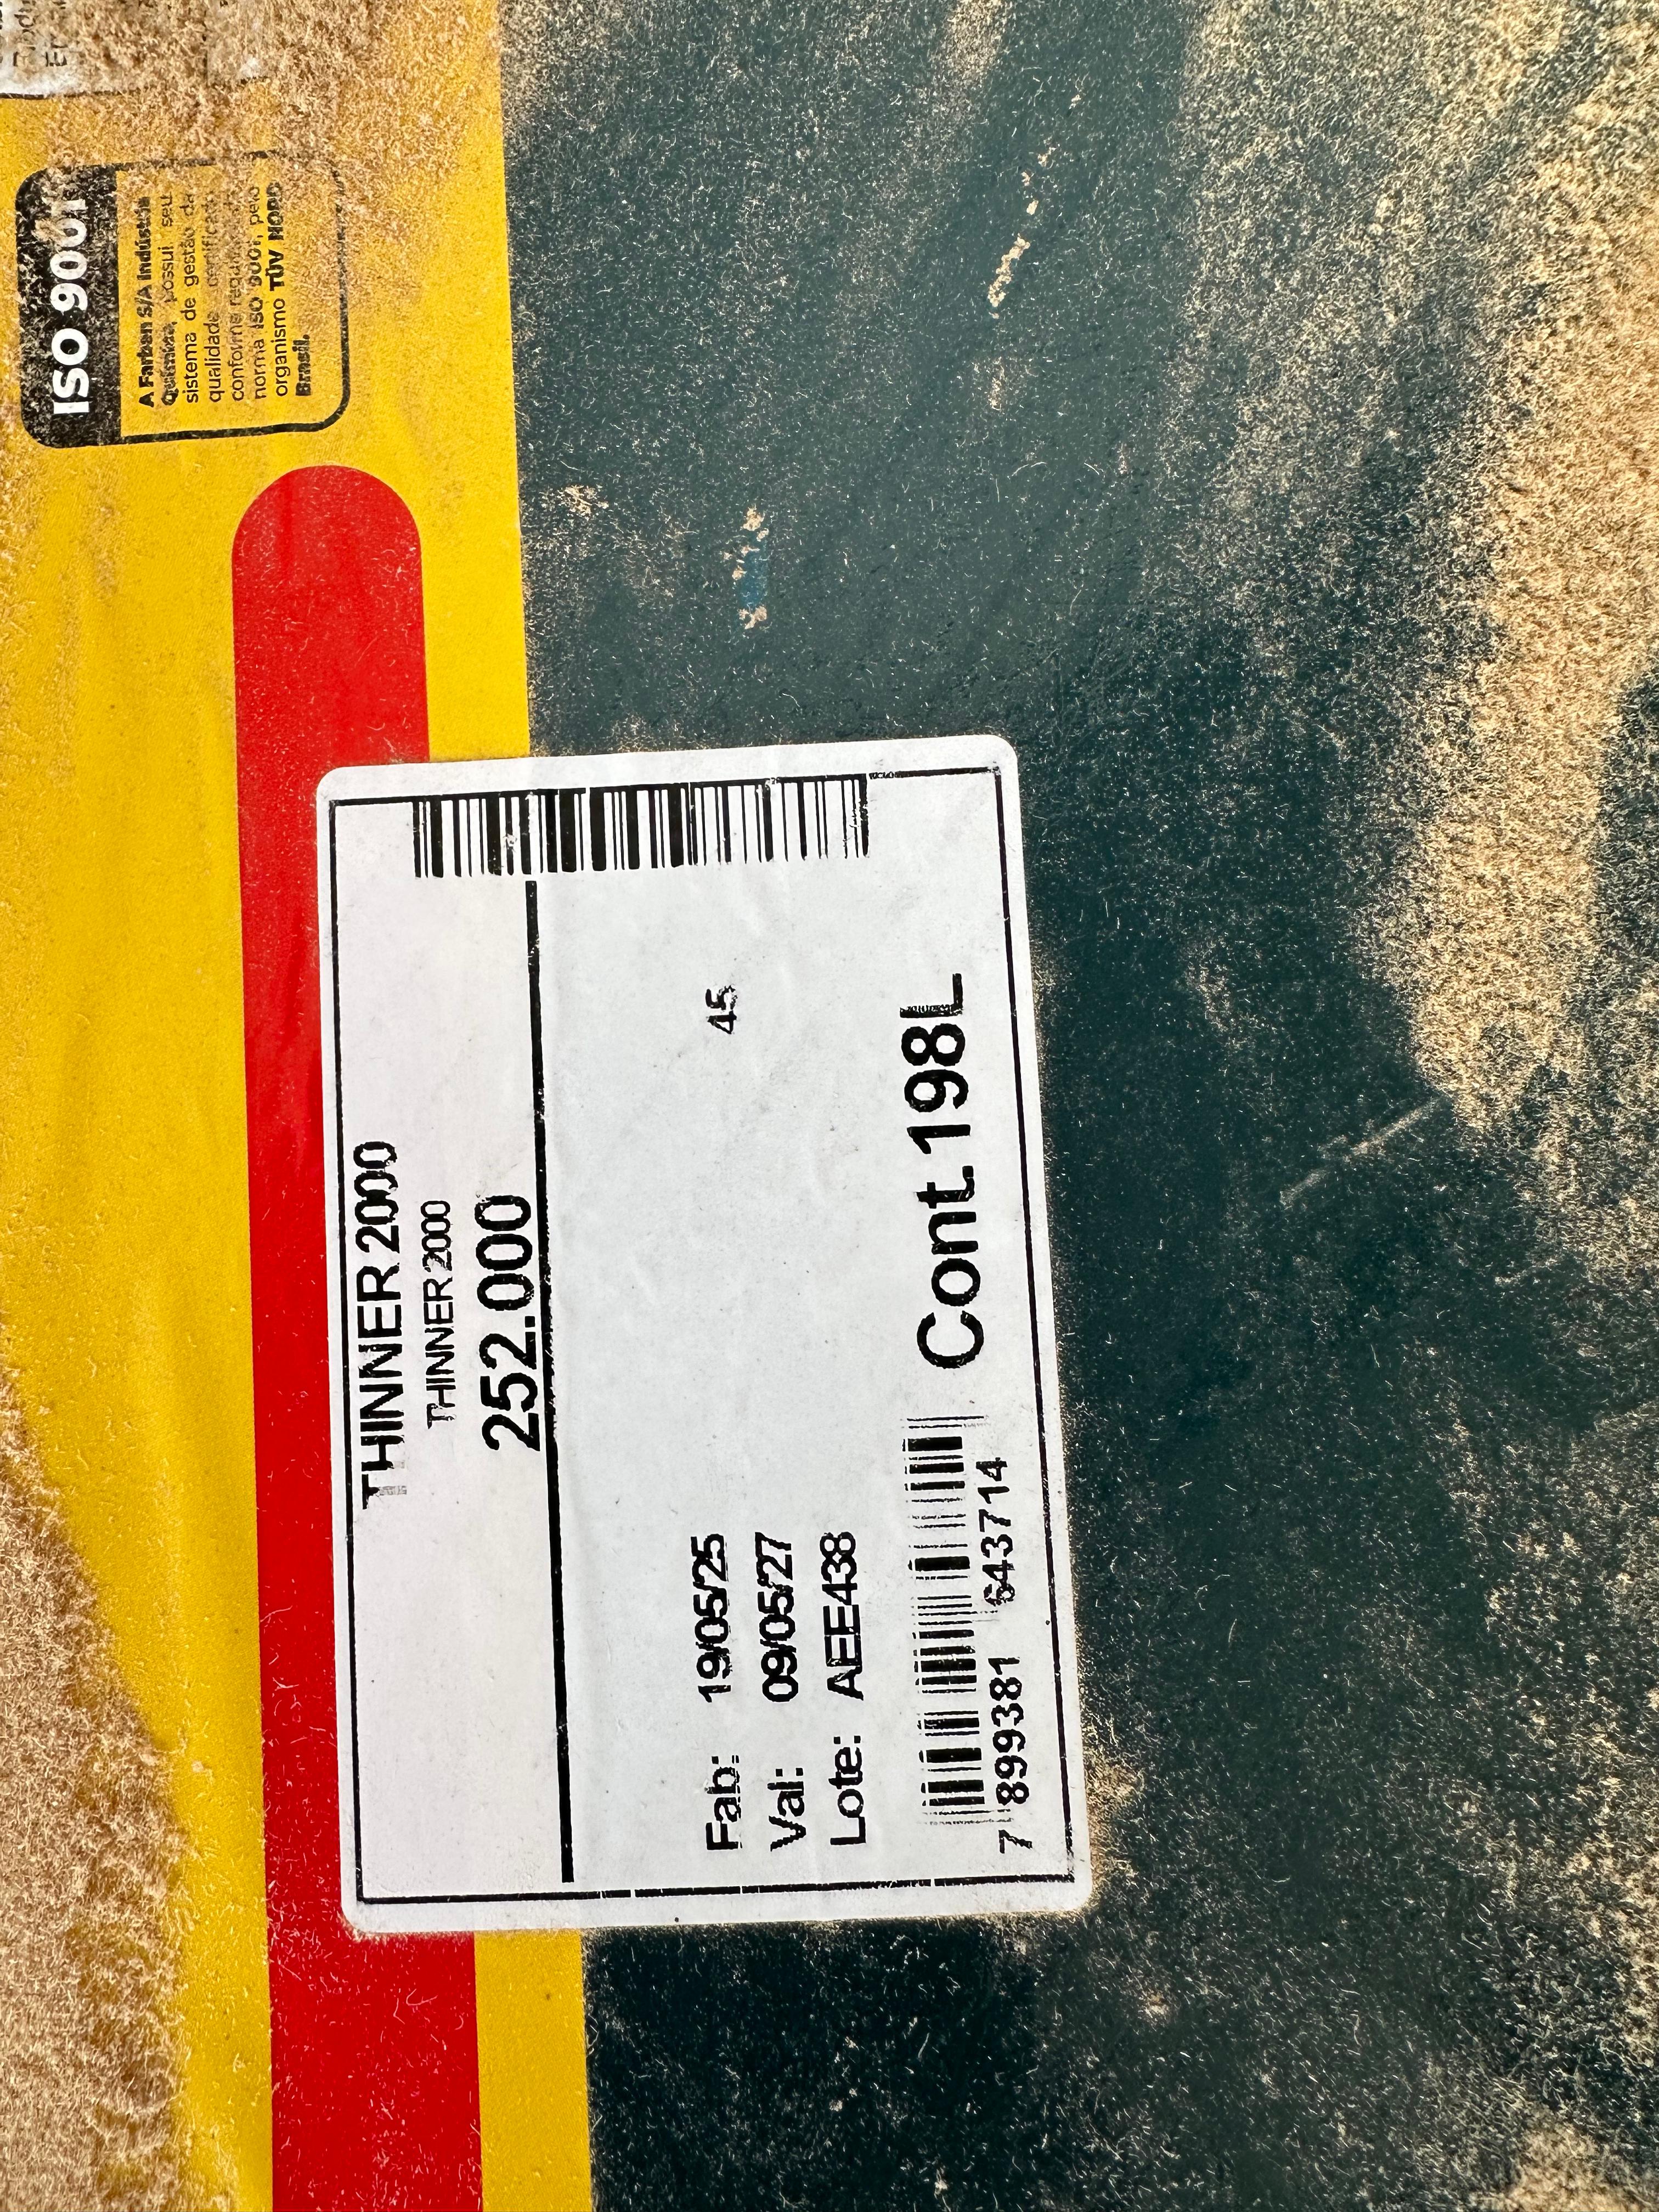 ISO 9001
A Farben S/A Indústria
Química, possui seu
sistema de gestão da
qualidade certificado
conforme requisitos
norma ISO 9001, pelo
organismo TÜV NORD
Brasil.
THINNER 2000
THINNER 2000
252.000
45
Fab: 19/05/25
Val: 09/05/27
Lote: AEE438
Cont.198L
7 899381 643714